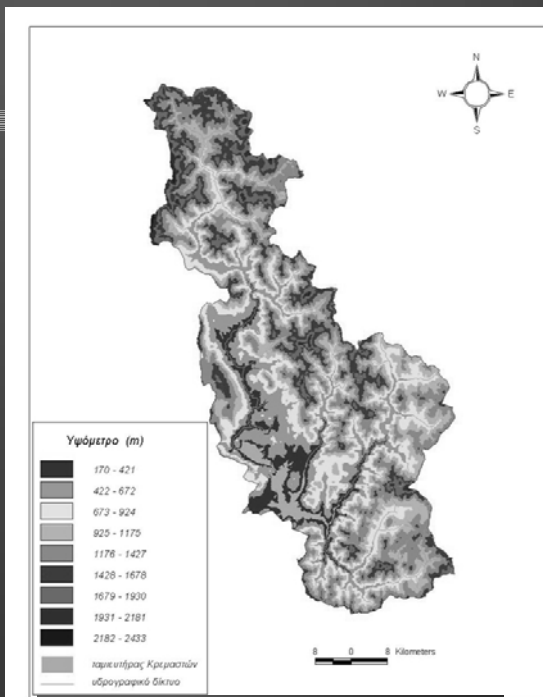 N
W E
S
Υψόμετρο (m)
170 - 421
422 - 672
673 - 924
925 - 1175
1176 - 1427
1428 - 1678
1679 - 1930
1931 - 2181
2182 - 2433
ταμιευτήρας Κρεμαστών
υδρογραφικό δίκτυο
8 0 8 Kilometers